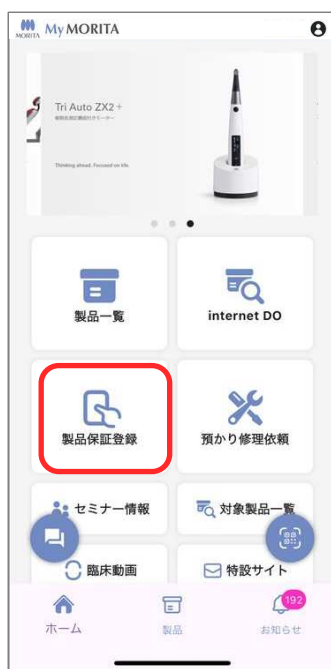 MORITA My MORITA
Tri Auto ZX2+
Thinking ahead. Focused on life.
製品一覧
internet DO
製品保証登録
預かり修理依頼
セミナー情報
対象製品一覧
臨床動画
特設サイト
192
ホーム
製品
お知らせ